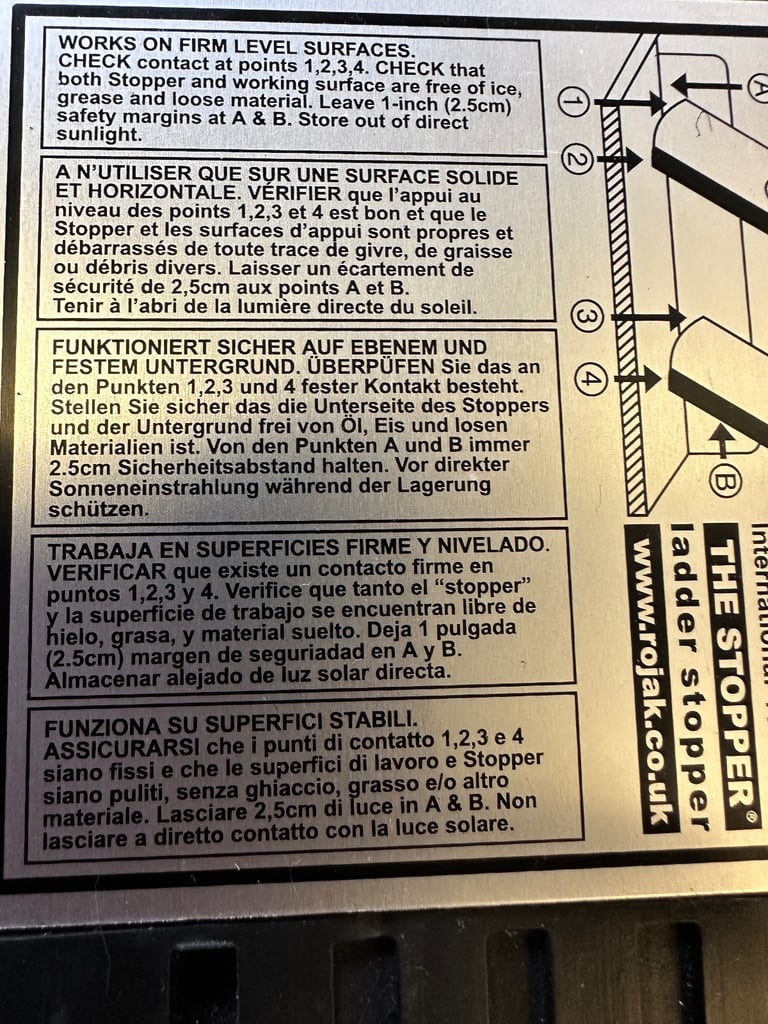 WORKS ON FIRM LEVEL SURFACES.
CHECK contact at points 1,2,3,4. CHECK that
both Stopper and working surface are free of ice,
grease and loose material. Leave 1-inch (2.5cm)
safety margins at A & B. Store out of direct
sunlight.
A N’UTILISER QUE SUR UNE SURFACE SOLIDE
ET HORIZONTALE. VÉRIFIER que l’appui au
niveau des points 1,2,3 et 4 est bon et que le
Stopper et les surfaces d’appui sont propres et
débarrassés de toute trace de givre, de graisse
ou débris divers. Laisser un écartement de
sécurité de 2,5cm aux points A et B.
Tenir à l’abri de la lumière directe du soleil.
FUNKTIONIERT SICHER AUF EBENEM UND
FESTEM UNTERGRUND. ÜBERPÜFEN Sie das an
den Punkten 1,2,3 und 4 fester Kontakt besteht.
Stellen Sie sicher das die Unterseite des Stoppers
und der Untergrund frei von Öl, Eis und losen
Materialien ist. Von den Punkten A und B immer
2.5cm Sicherheitsabstand halten. Vor direkter
Sonneneinstrahlung während der Lagerung
schützen.
TRABAJA EN SUPERFICIES FIRME Y NIVELADO.
VERIFICAR que existe un contacto firme en
puntos 1,2,3 y 4. Verifice que tanto el “stopper”
y la superficie de trabajo se encuentran libre de
hielo, grasa, y material suelto. Deja 1 pulgada
(2.5cm) margen de seguriadad en A y B.
Almacenar alejado de luz solar directa.
FUNZIONA SU SUPERFICI STABILI.
ASSICURARSI che i punti di contatto 1,2,3 e 4
siano fissi e che le superfici di lavoro e Stopper
siano puliti, senza ghiaccio, grasso e/o altro
materiale. Lasciare 2,5cm di luce in A & B. Non
lasciare a diretto contatto con la luce solare.
A
1
2
3
4
B
International
THE STOPPER®
ladder stopper
www.rojak.co.uk